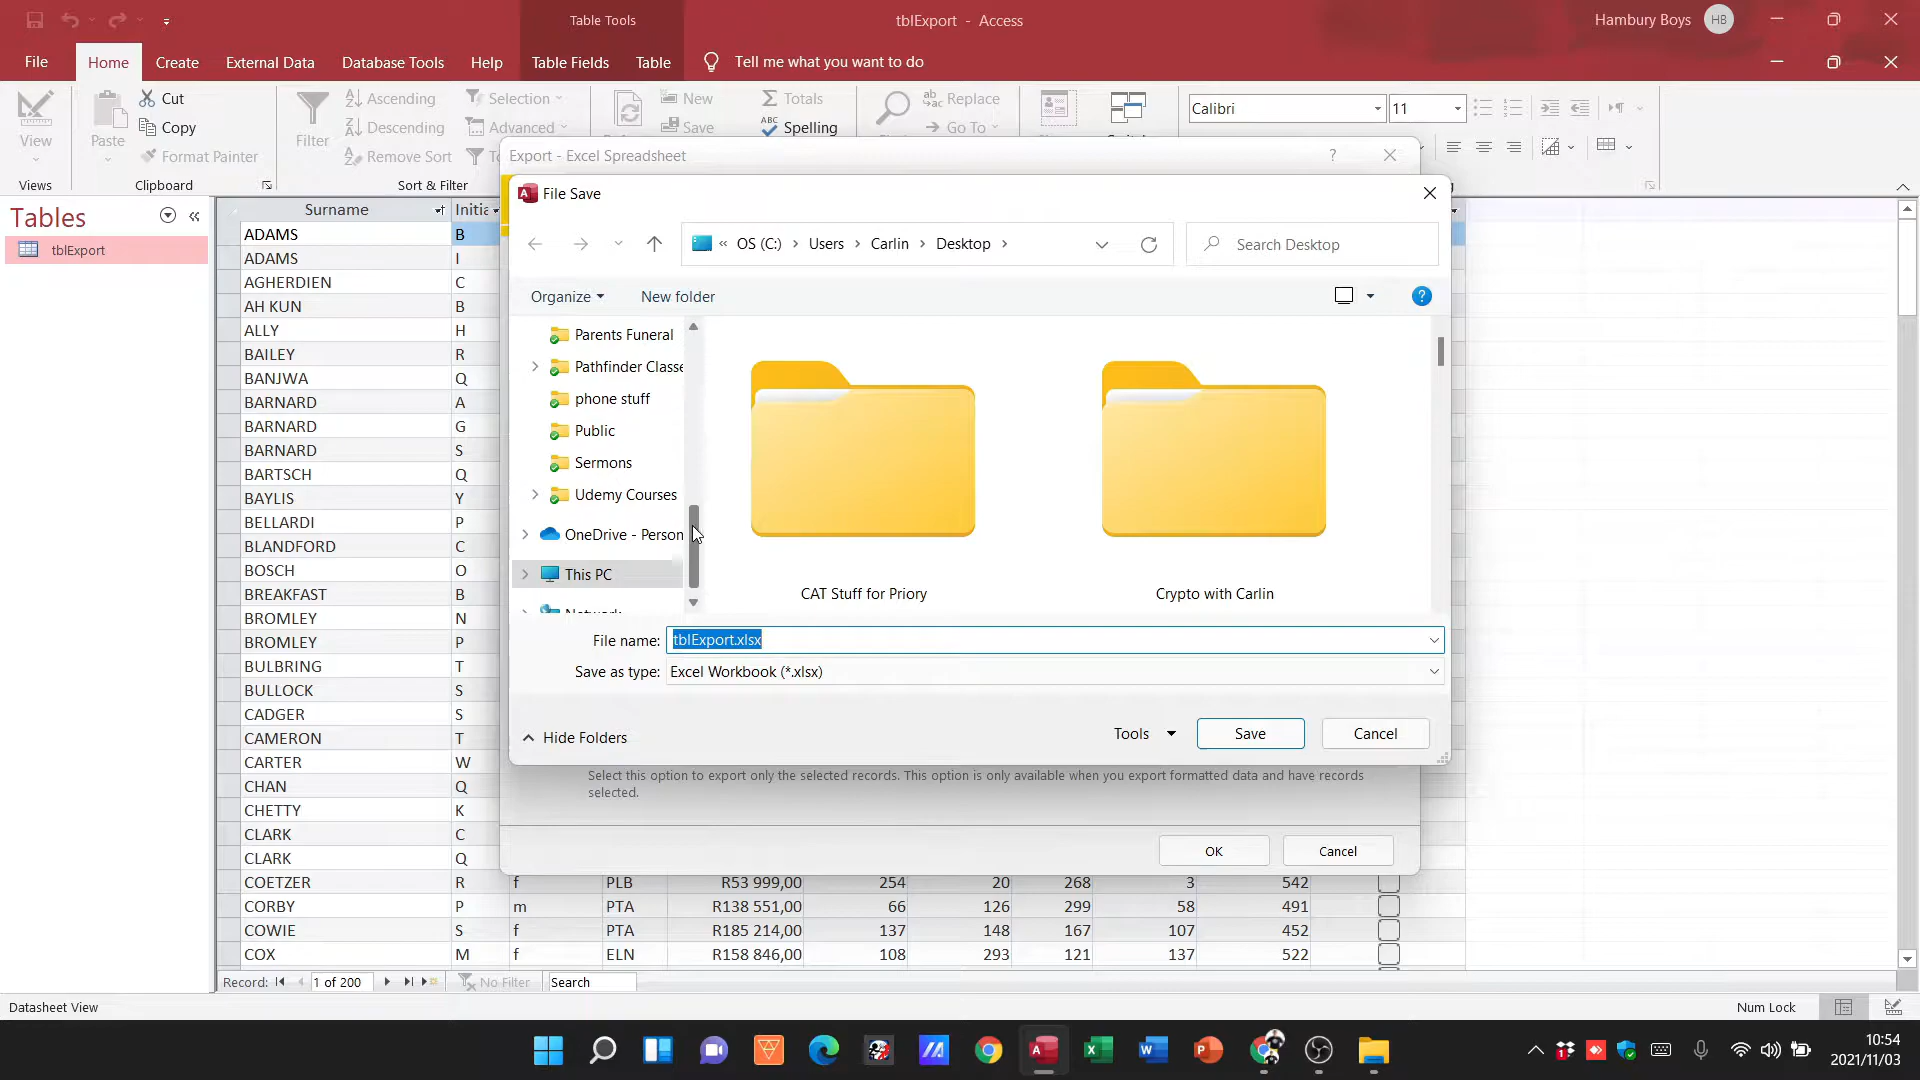 Table Tools
tblExport - Access
Hambury Boys
HB
File
Home
Create
External Data
Database Tools
Help
Table Fields
Table
Tell me what you want to do
View
Paste
Cut
Copy
Format Painter
Filter
Ascending
Descending
Remove Sort
Selection
Advanced
New
Save
Totals
Spelling
Replace
Go To
Calibri
11
Views
Clipboard
Sort & Filter
Export - Excel Spreadsheet
?
File Save
« OS (C:) › Users › Carlin › Desktop ›
Search Desktop
Organize
New folder
?
Parents Funeral
Pathfinder Classe
phone stuff
Public
Sermons
Udemy Courses
OneDrive - Person
This PC
CAT Stuff for Priory
Crypto with Carlin
File name: tblExport.xlsx
Save as type: Excel Workbook (*.xlsx)
Hide Folders
Tools
Save
Cancel
Select this option to export only the selected records. This option is only available when you export formatted data and have records
selected.
OK
Cancel
Tables
tblExport
Surname
ADAMS B
ADAMS I
AGHERDIEN C
AH KUN B
ALLY H
BAILEY R
BANJWA Q
BARNARD A
BARNARD G
BARNARD S
BARTSCH Q
BAYLIS Y
BELLARDI P
BLANDFORD C
BOSCH O
BREAKFAST B
BROMLEY N
BROMLEY P
BULBRING T
BULLOCK S
CADGER S
CAMERON T
CARTER W
CHAN Q
CHETTY K
CLARK C
CLARK Q
COETZER R f PLB R53 999,00 254 20 268 3 542
CORBY P m PTA R138 551,00 66 126 299 58 491
COWIE S f PTA R185 214,00 137 148 167 107 452
COX M f ELN R158 846,00 108 293 121 137 522
Record: 1 of 200
No Filter
Search
Datasheet View
Num Lock
10:54
2021/11/03